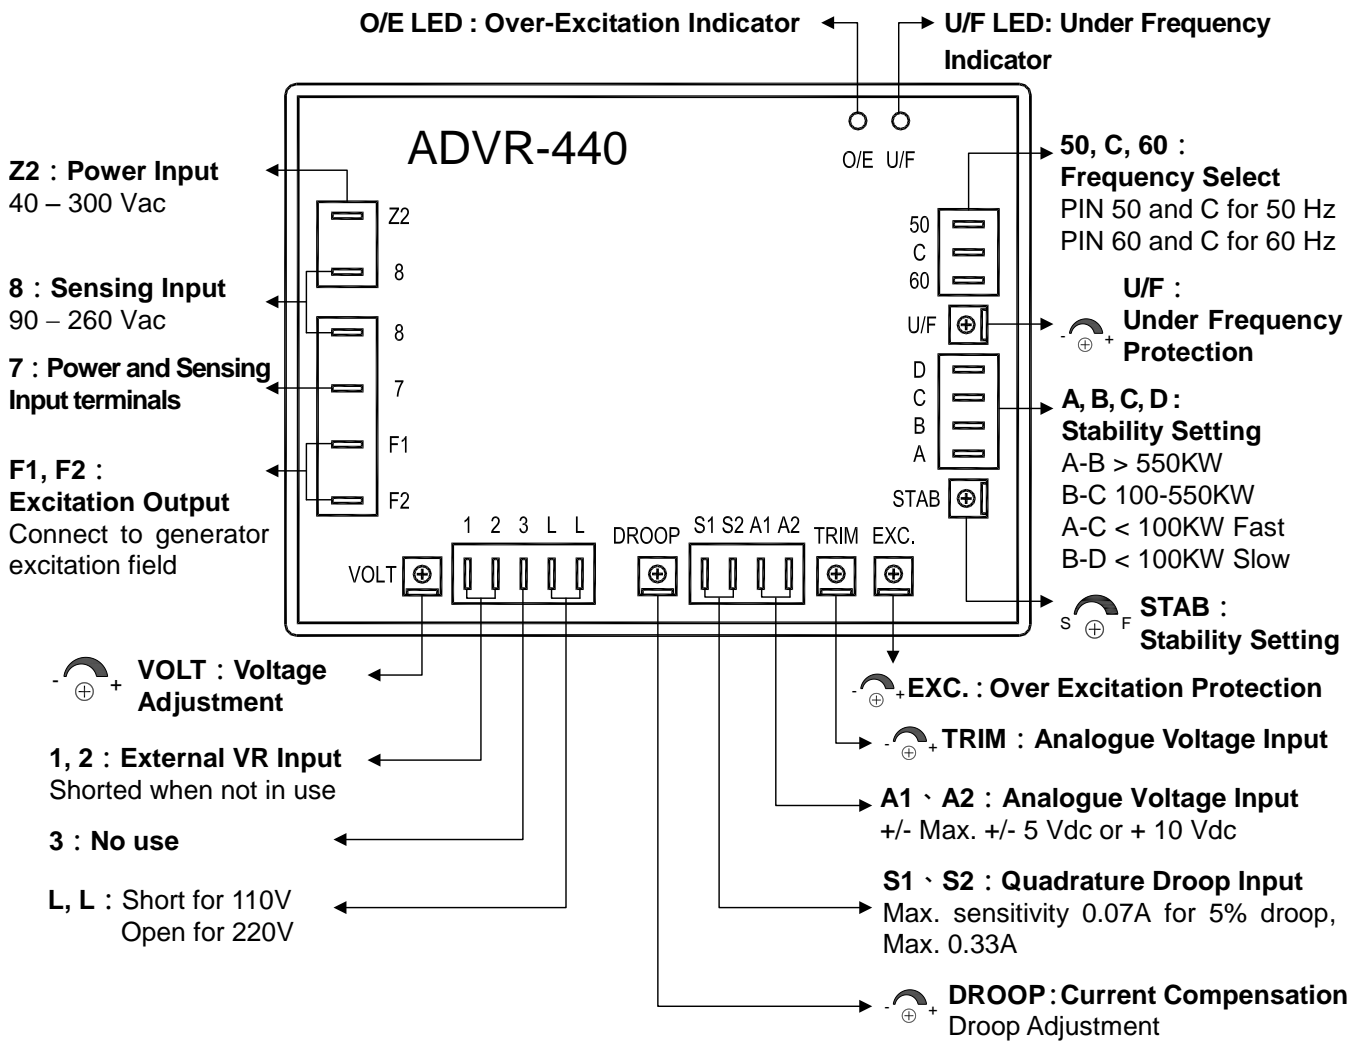 O/E LED : Over-Excitation Indicator
U/F LED: Under Frequency
Indicator
ADVR-440
O/E U/F
Z2 : Power Input
40 – 300 Vac
8 : Sensing Input
90 – 260 Vac
7 : Power and Sensing
Input terminals
F1, F2 :
Excitation Output
Connect to generator
excitation field
Z2
8
8
7
F1
F2
50
C
60
U/F
D
C
B
A
STAB
50, C, 60 :
Frequency Select
PIN 50 and C for 50 Hz
PIN 60 and C for 60 Hz
U/F :
Under Frequency
Protection
- +
A, B, C, D :
Stability Setting
A-B > 550KW
B-C 100-550KW
A-C < 100KW Fast
B-D < 100KW Slow
S F
STAB :
Stability Setting
VOLT
1 2 3 L L
DROOP
S1 S2 A1 A2
TRIM EXC.
- +
VOLT : Voltage
Adjustment
1, 2 : External VR Input
Shorted when not in use
3 : No use
L, L : Short for 110V
Open for 220V
- + EXC. : Over Excitation Protection
- + TRIM : Analogue Voltage Input
A1、A2 : Analogue Voltage Input
+/- Max. +/- 5 Vdc or + 10 Vdc
S1、S2 : Quadrature Droop Input
Max. sensitivity 0.07A for 5% droop,
Max. 0.33A
- + DROOP : Current Compensation
Droop Adjustment